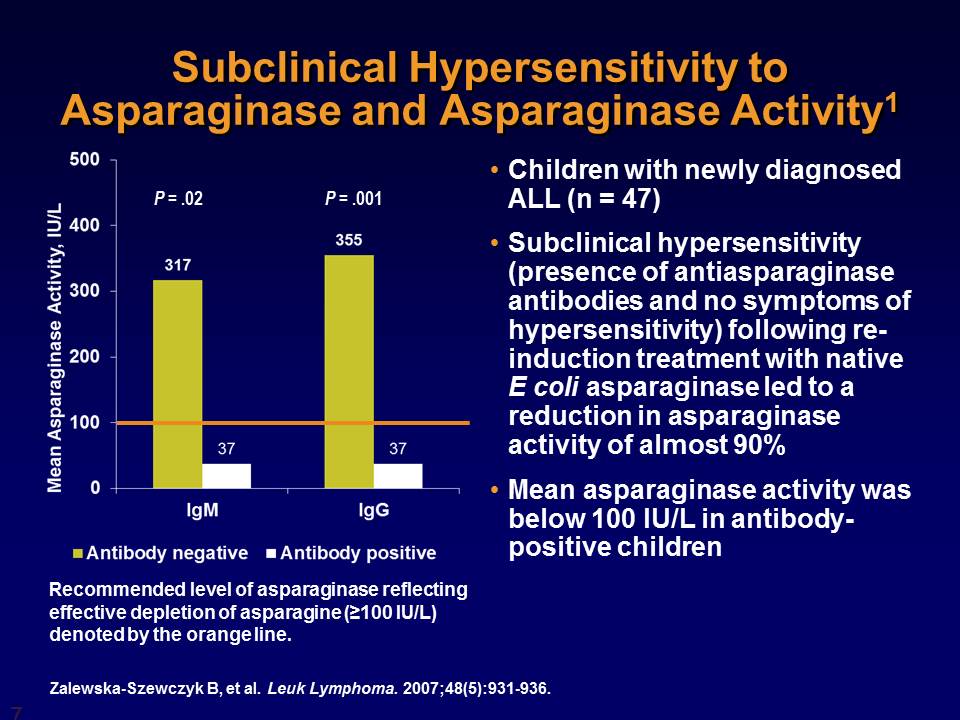 Subclinical Hypersensitivity to
Asparaginase and Asparaginase Activity1
500
400
300
200
100
0
Mean Asparaginase Activity, IU/L
P = .02
P = .001
317
37
355
37
IgM
IgG
Antibody negative
Antibody positive
Recommended level of asparaginase reflecting
effective depletion of asparagine (≥100 IU/L)
denoted by the orange line.
• Children with newly diagnosed
ALL (n = 47)
• Subclinical hypersensitivity
(presence of antiasparaginase
antibodies and no symptoms of
hypersensitivity) following re-
induction treatment with native
E coli asparaginase led to a
reduction in asparaginase
activity of almost 90%
• Mean asparaginase activity was
below 100 IU/L in antibody-
positive children
Zalewska-Szewczyk B, et al. Leuk Lymphoma. 2007;48(5):931-936.
7